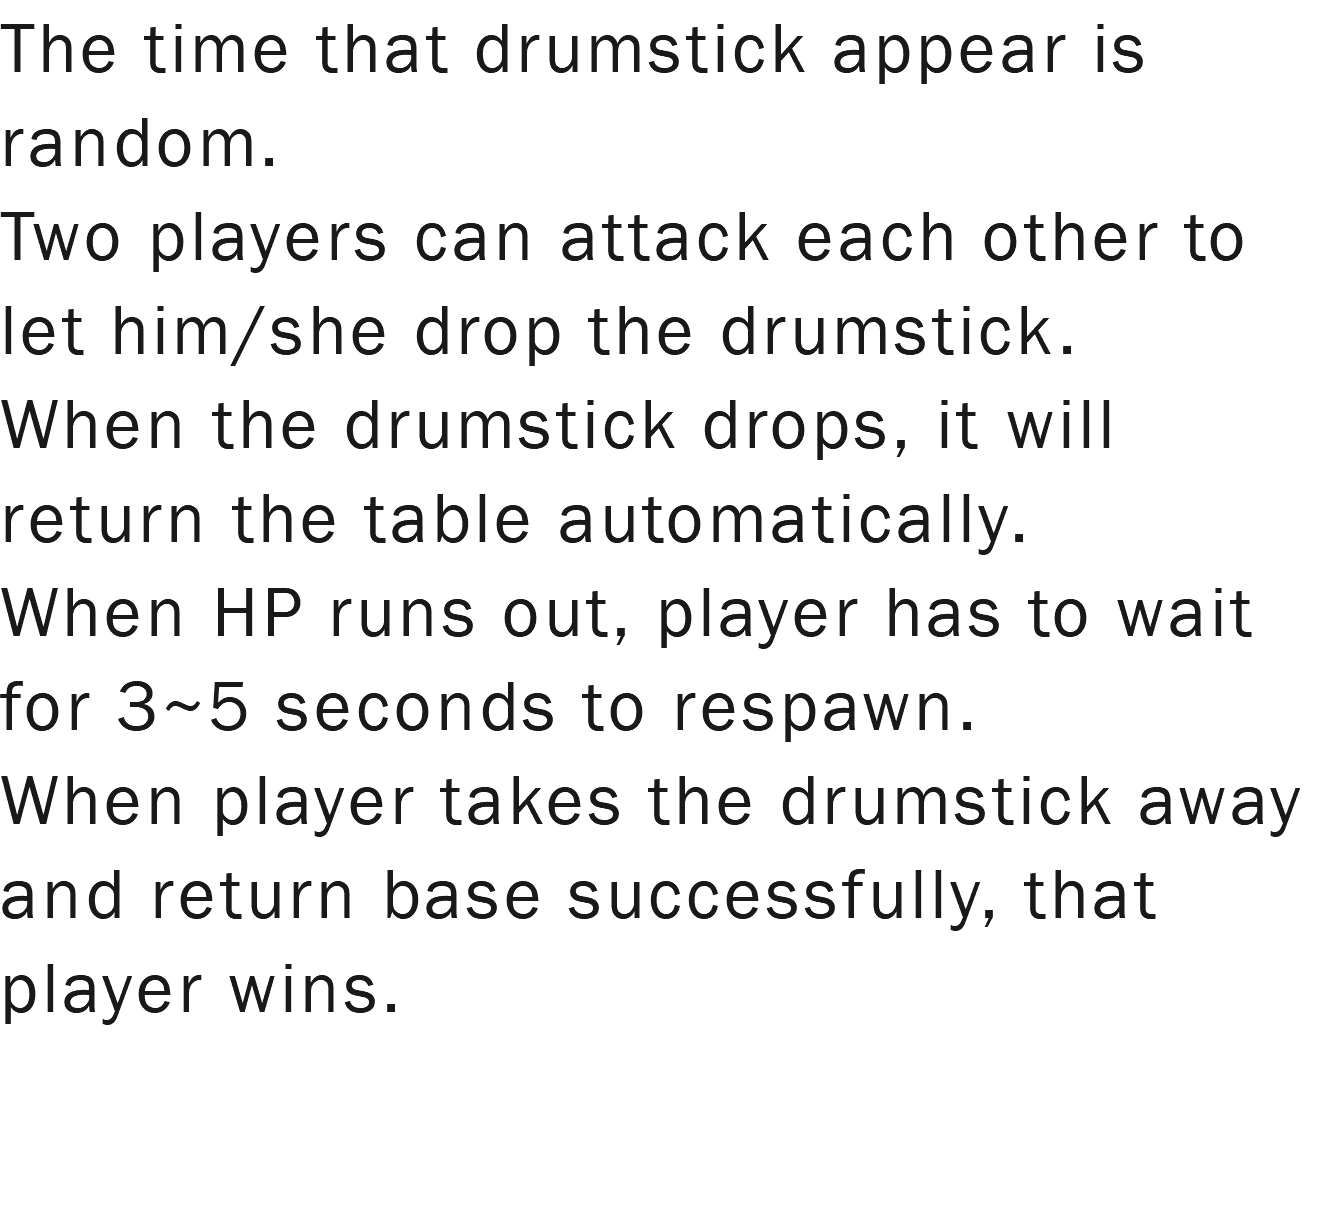 The time that drumstick appear is
random.
Two players can attack each other to
let him/she drop the drumstick.
When the drumstick drops, it will
return the table automatically.
When HP runs out, player has to wait
for 3~5 seconds to respawn.
When player takes the drumstick away
and return base successfully, that
player wins.